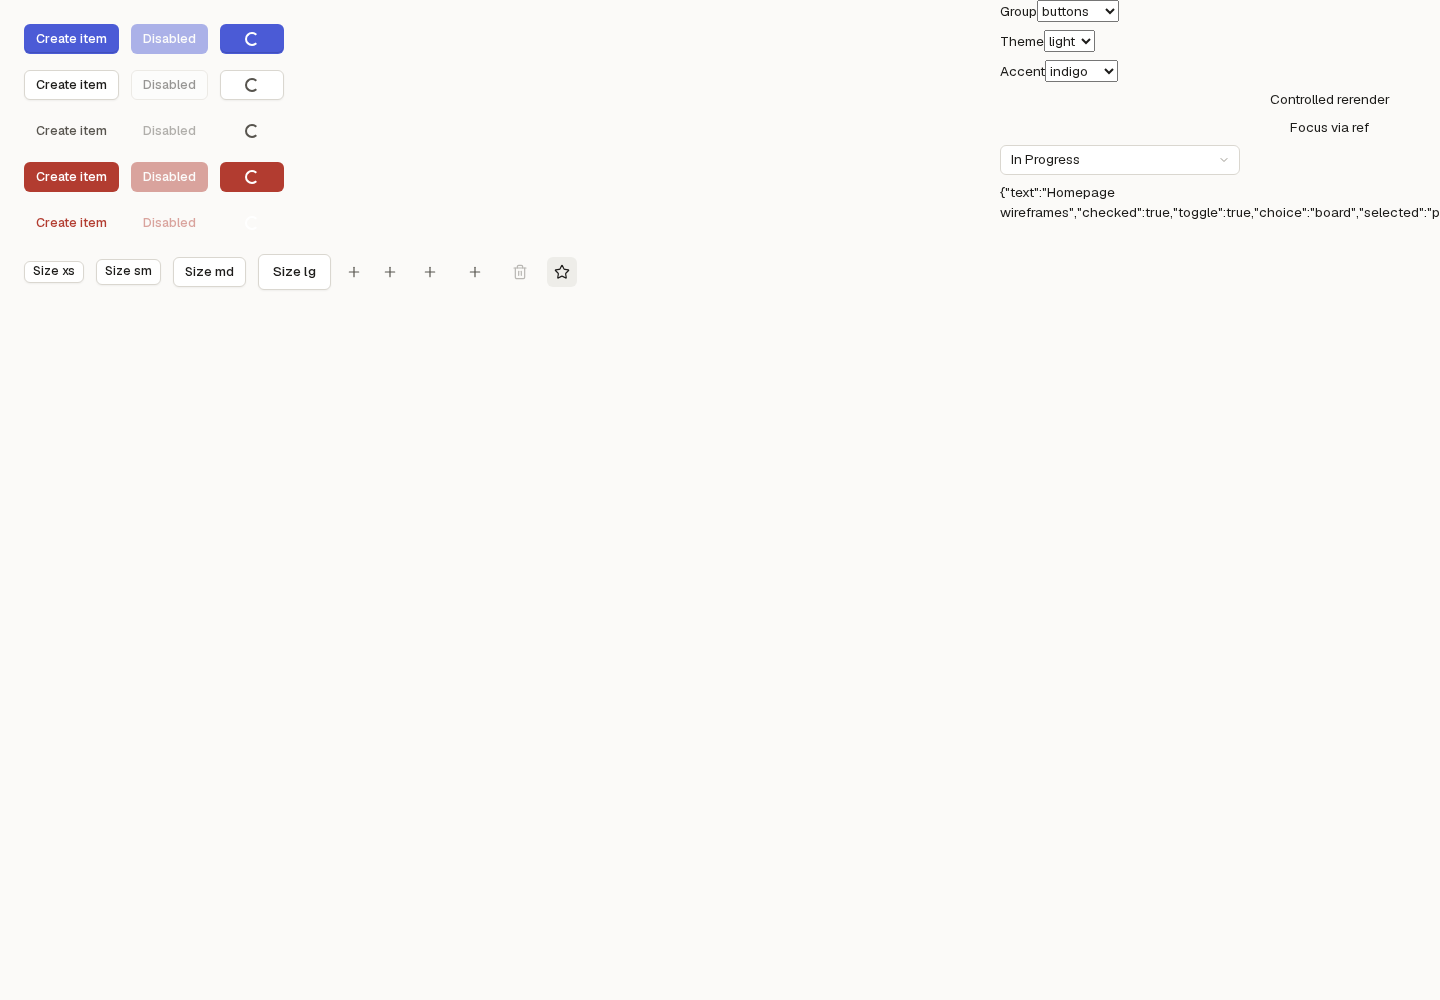 Create item Disabled
Create item Disabled
Create item Disabled
Create item Disabled
Create item Disabled
Size xs Size sm Size md Size lg
Group buttons
Theme light
Accent indigo
Controlled rerender
Focus via ref
In Progress
{"text":"Homepage
wireframes","checked":true,"toggle":true,"choice":"board","selected":"p